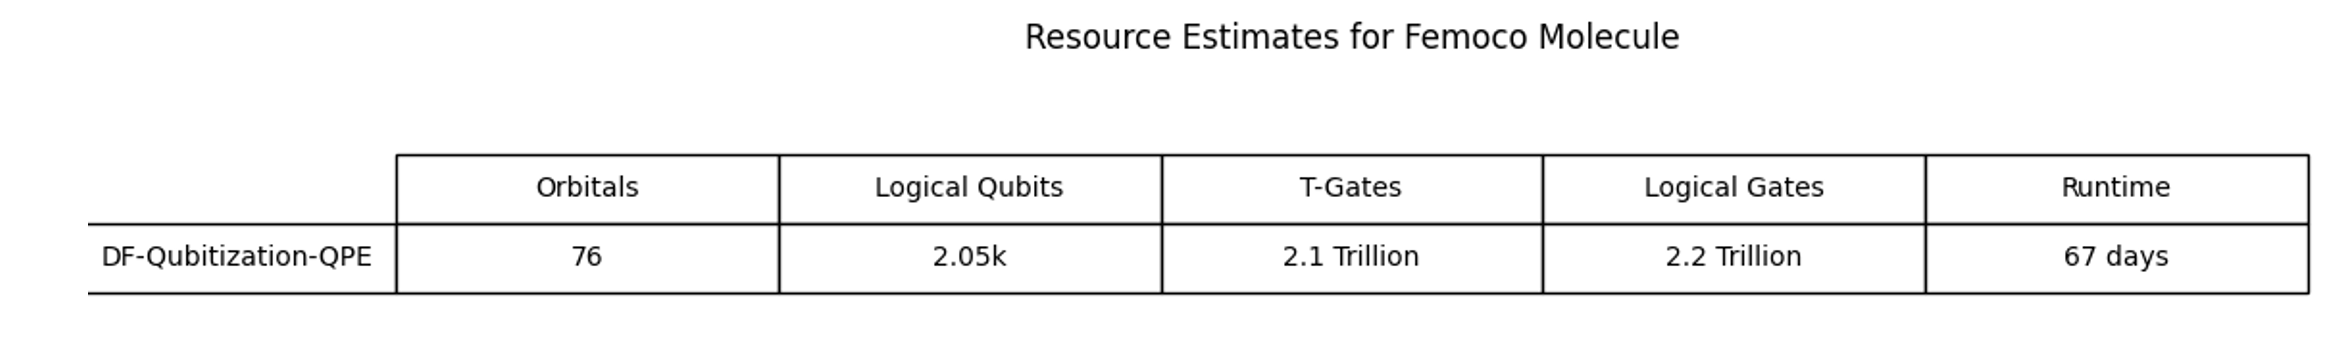 Resource Estimates for Femoco Molecule
Orbitals Logical Qubits T-Gates Logical Gates Runtime
DF-Qubitization-QPE 76 2.05k 2.1 Trillion 2.2 Trillion 67 days